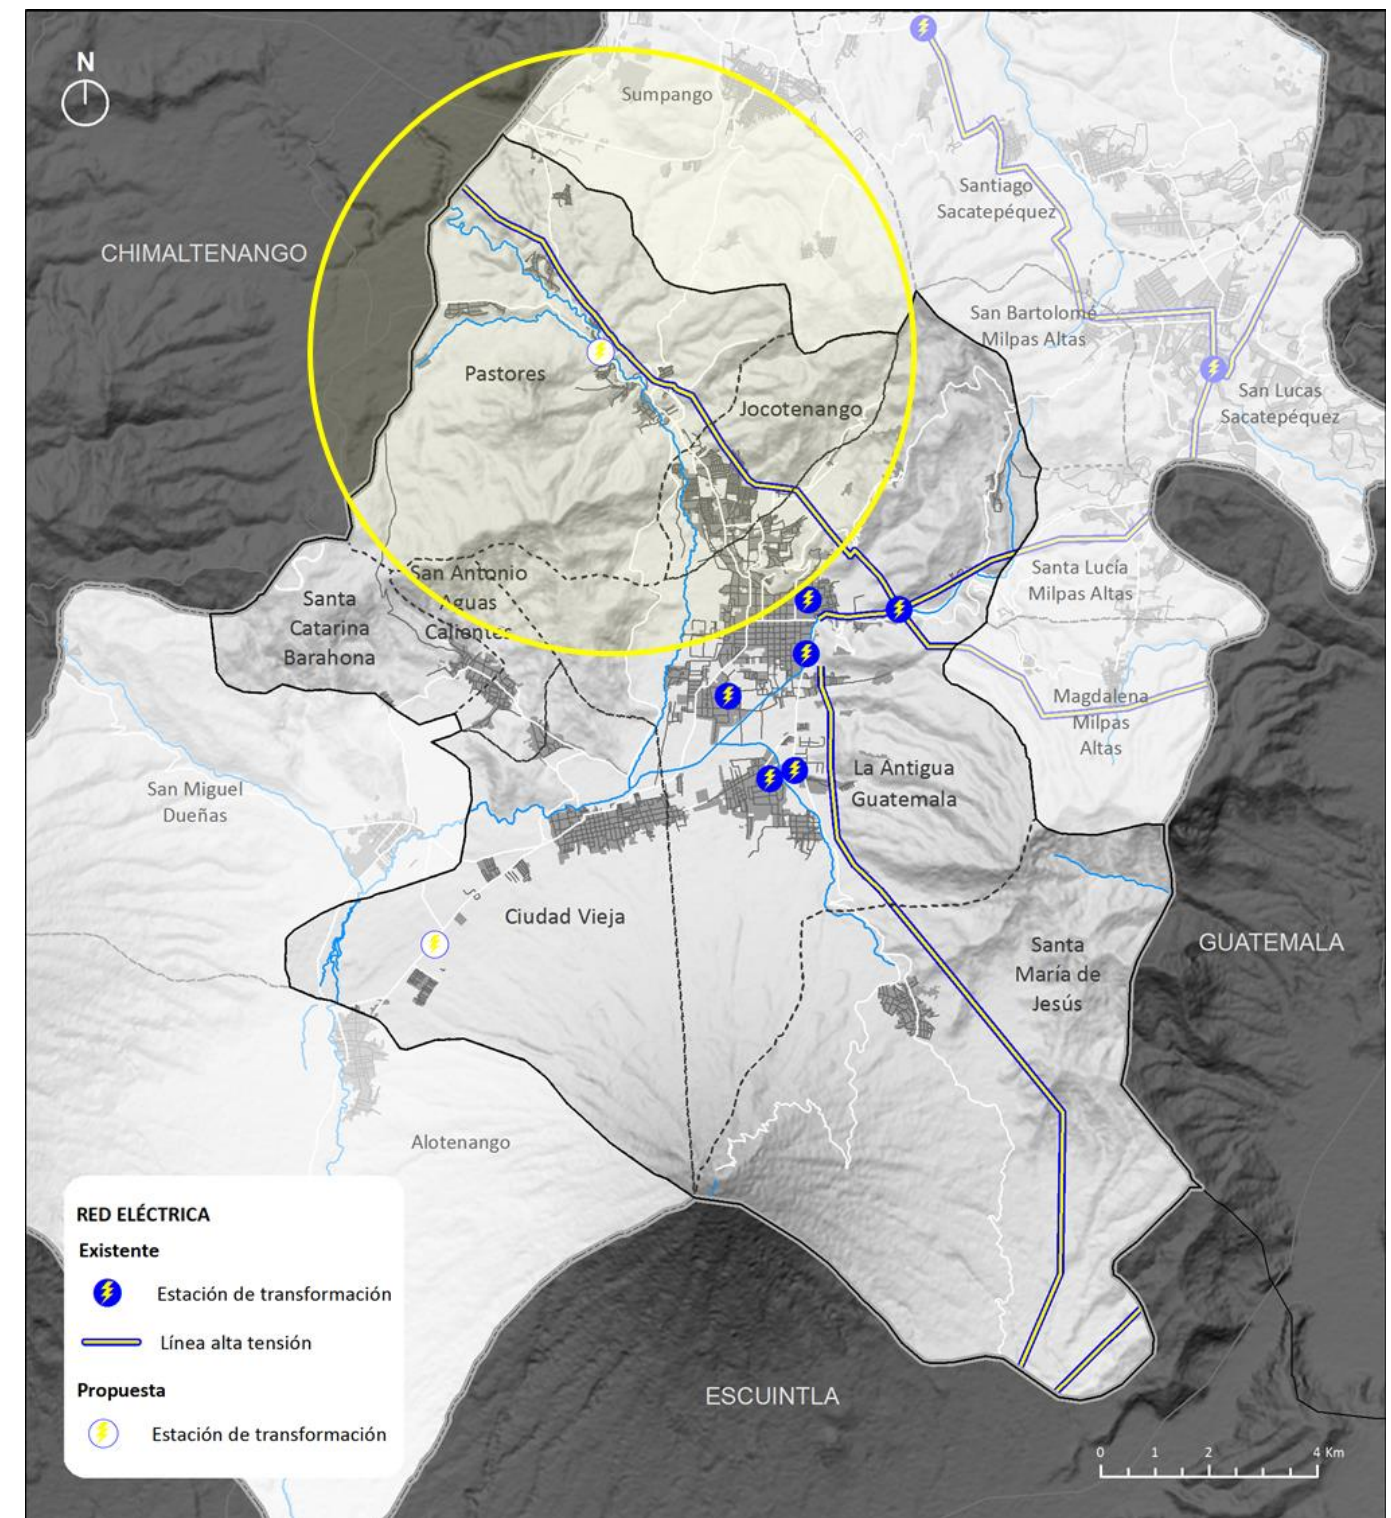 N
Sumpango
Santiago
Sacatepéquez
CHIMALTENANGO
San Bartolomé
Milpas Altas
Pastores
San Lucas
Sacatepéquez
Jocotenango
San Antonio
Aguas
Calientes
Santa
Catarina
Barahona
Santa Lucía
Milpas Altas
Magdalena
Milpas
Altas
San Miguel
Dueñas
La Antigua
Guatemala
Ciudad Vieja
Santa
María de
Jesús
GUATEMALA
Alotenango
RED ELÉCTRICA
Existente
Estación de transformación
Línea alta tensión
Propuesta
Estación de transformación
ESCUINTLA
0 1 2 4 Km